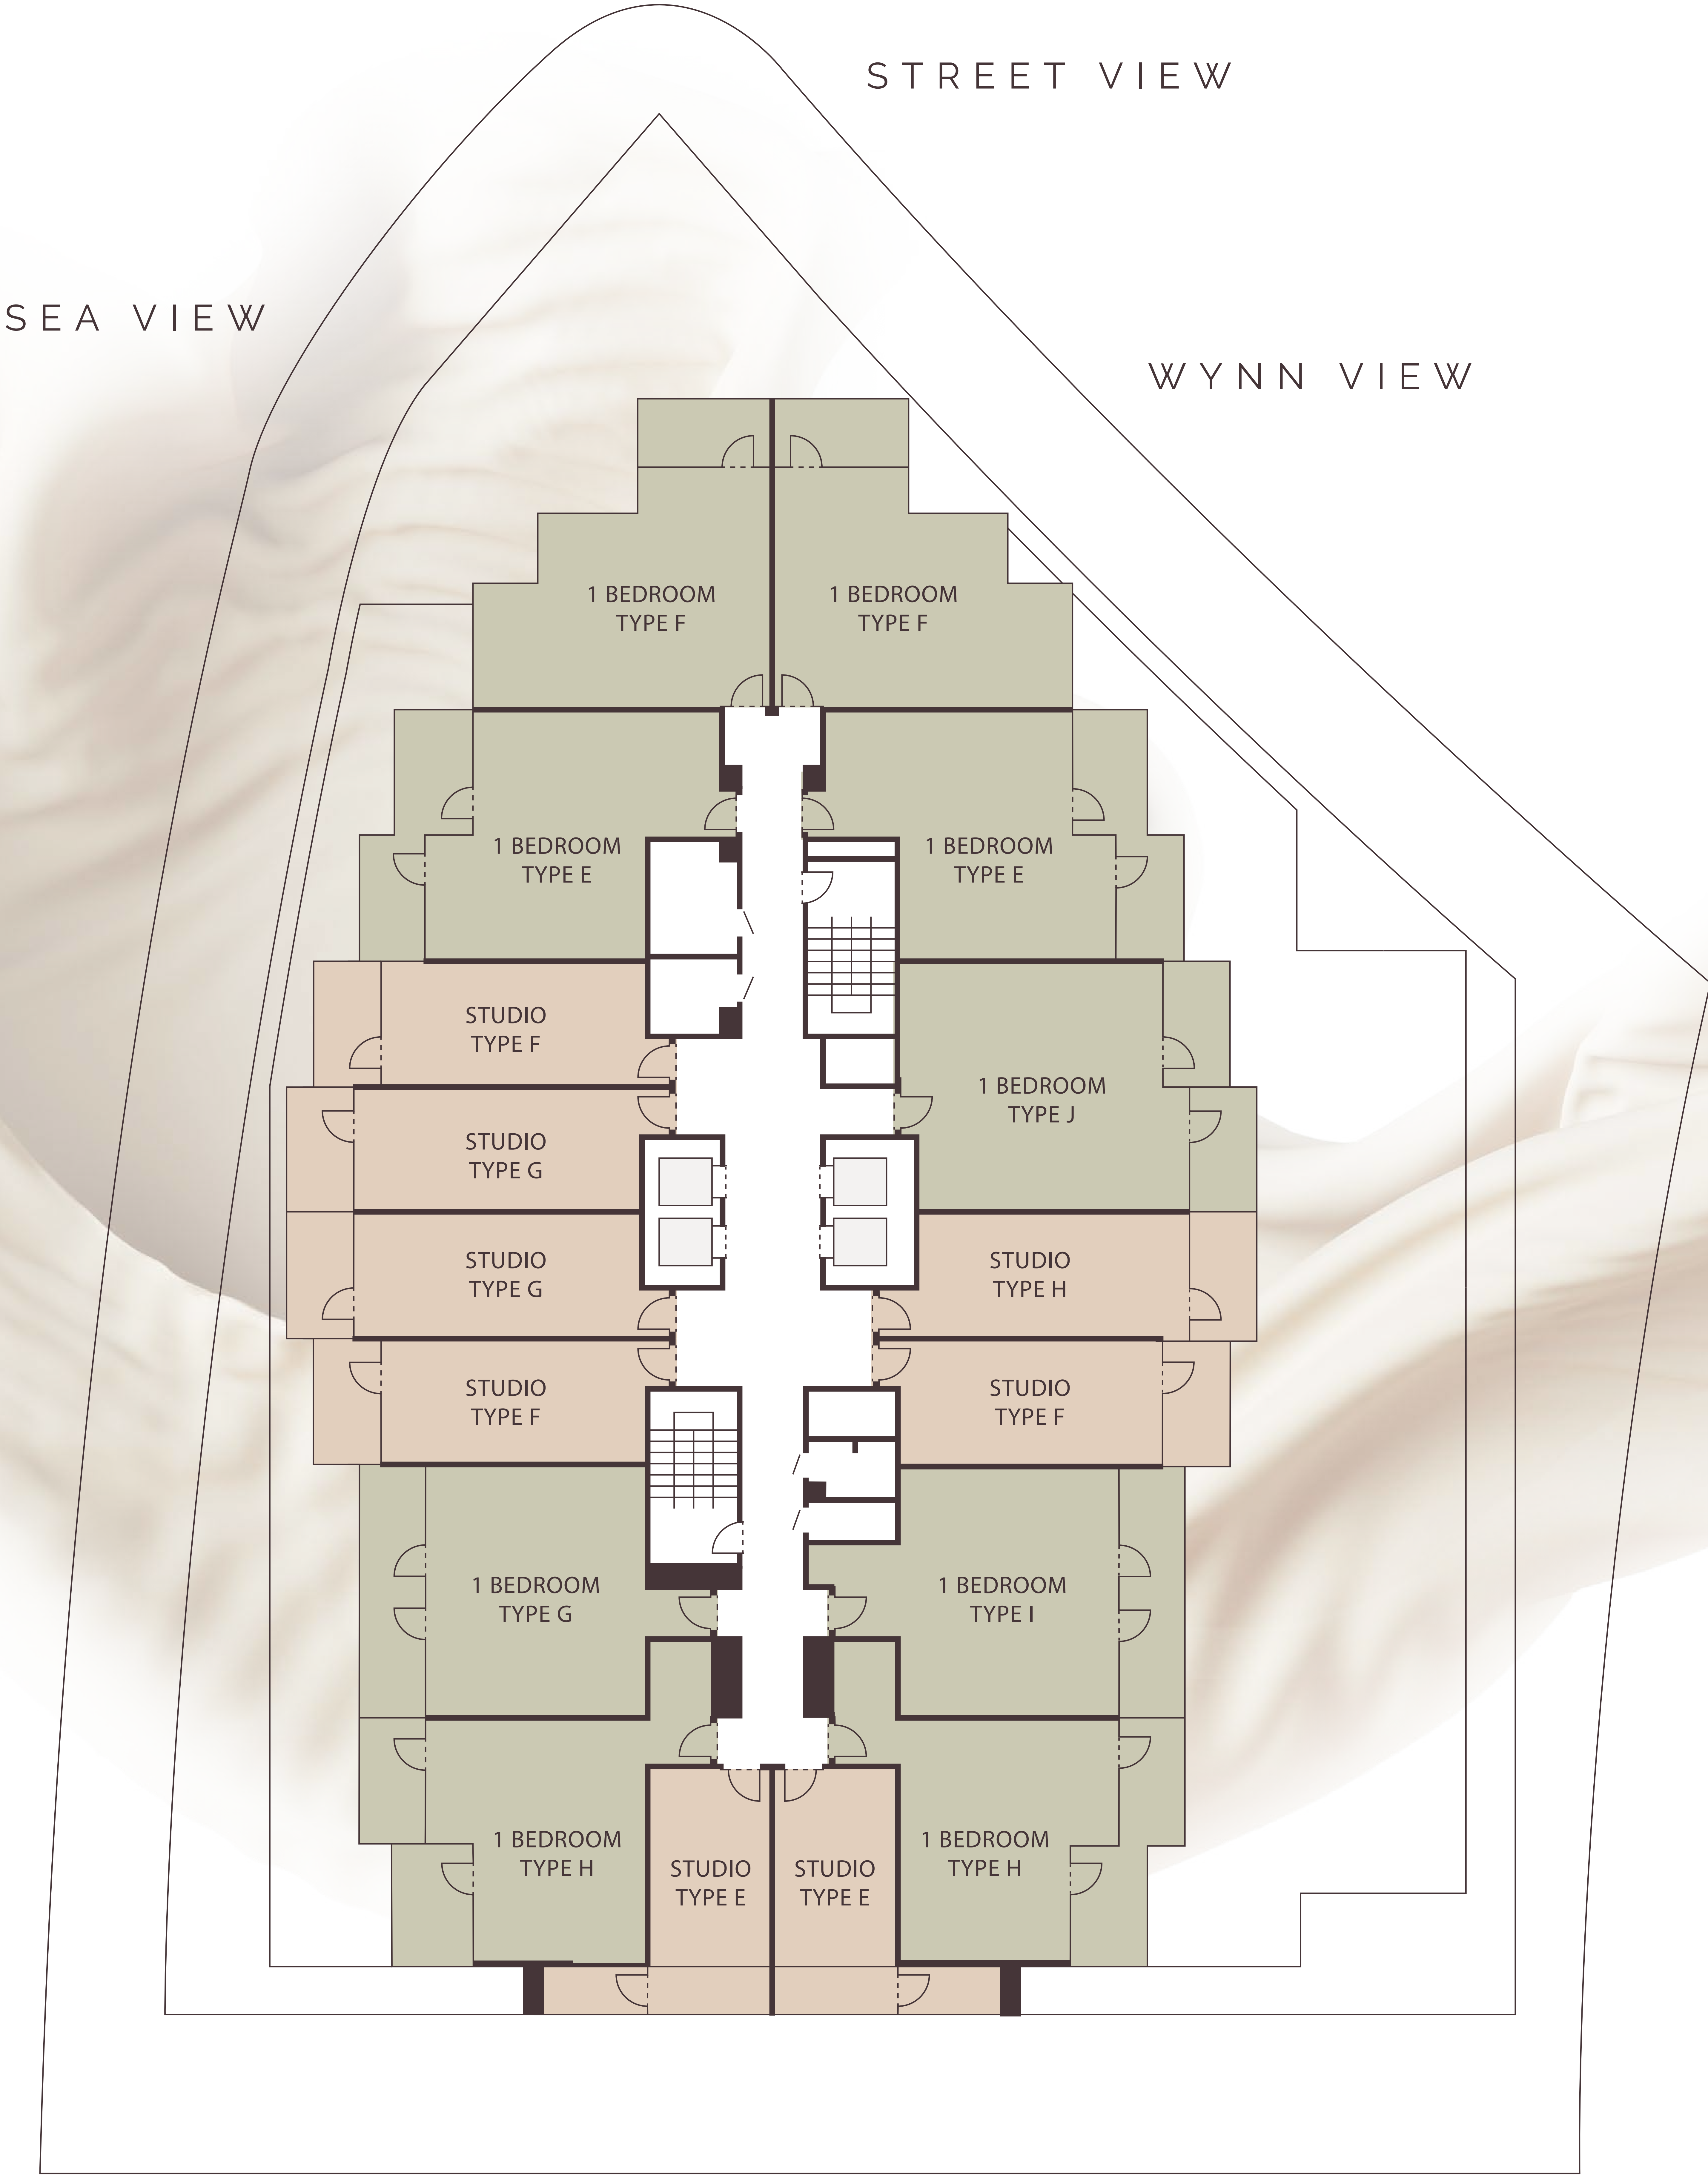 STREET VIEW
SEA VIEW
WYNN VIEW
1 BEDROOM
TYPE F
1 BEDROOM
TYPE F
1 BEDROOM
TYPE E
1 BEDROOM
TYPE E
STUDIO
TYPE F
1 BEDROOM
TYPE J
STUDIO
TYPE G
STUDIO
TYPE G
STUDIO
TYPE H
STUDIO
TYPE F
STUDIO
TYPE F
1 BEDROOM
TYPE G
1 BEDROOM
TYPE I
1 BEDROOM
TYPE H
1 BEDROOM
TYPE H
STUDIO
TYPE E
STUDIO
TYPE E